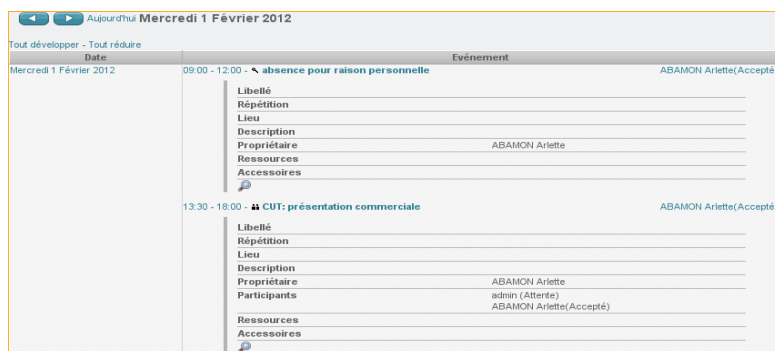 Aujourd'hui Mercredi 1 Février 2012
Tout développer - Tout réduire
Date Evénement
Mercredi 1 Février 2012 09:00 - 12:00 - absence pour raison personnelle ABAMON Arlette(Accepté
Libellé
Répétition
Lieu
Description
Propriétaire ABAMON Arlette
Ressources
Accessoires
13:30 - 18:00 - CUT: présentation commerciale ABAMON Arlette(Accepté
Libellé
Répétition
Lieu
Description
Propriétaire ABAMON Arlette
Participants admin (Attente)
ABAMON Arlette(Accepté)
Ressources
Accessoires